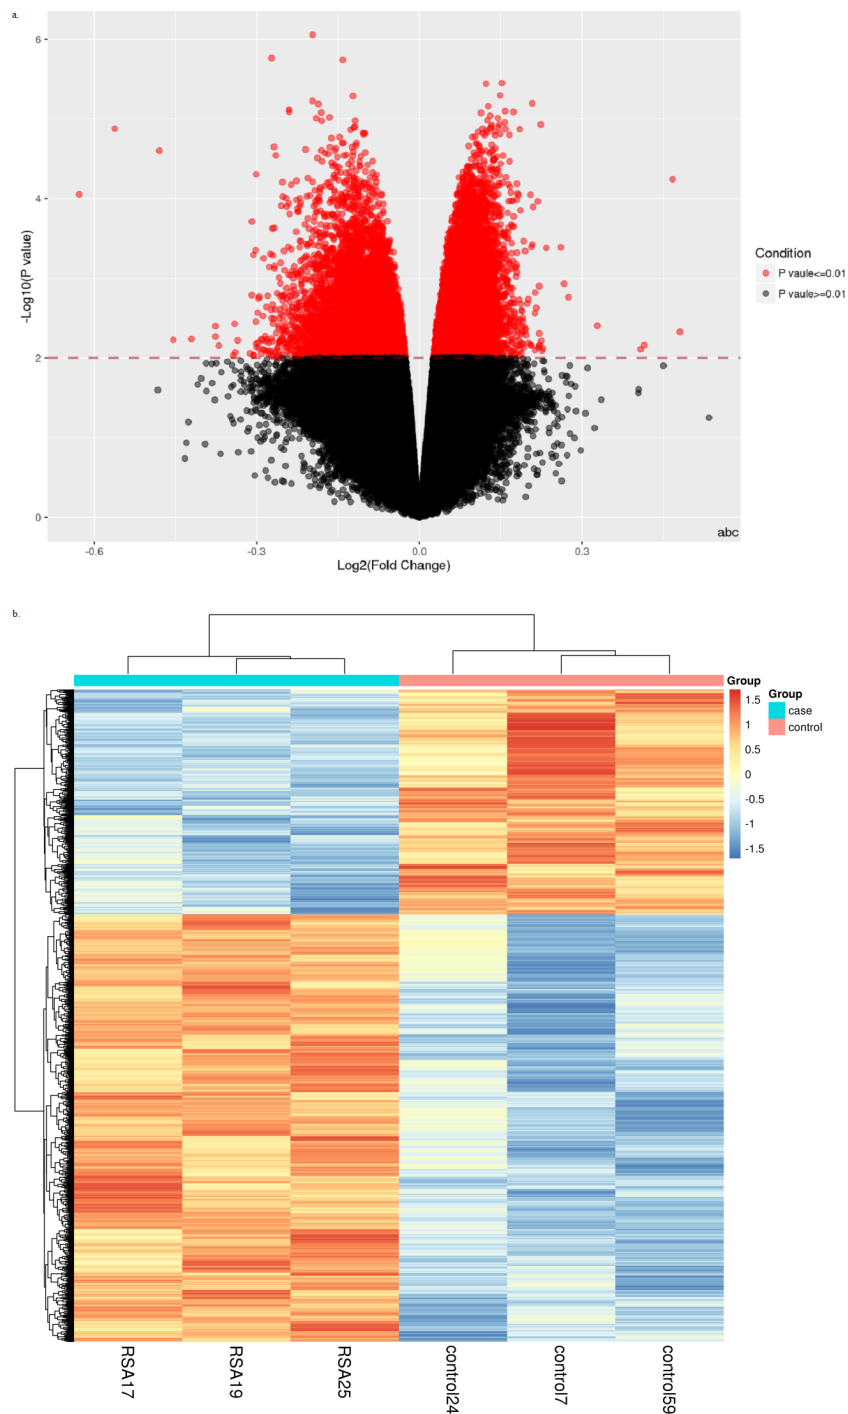 a.
6
4
2
0
-Log10(P value)
-0.6
-0.3
0.0
0.3
Log2(Fold Change)
abc
Condition
P vaule<=0.01
P vaule>=0.01
b.
Group
1.5
1
0.5
0
-0.5
-1
-1.5
Group
case
control
RSA17
RSA19
RSA25
control24
control7
control59